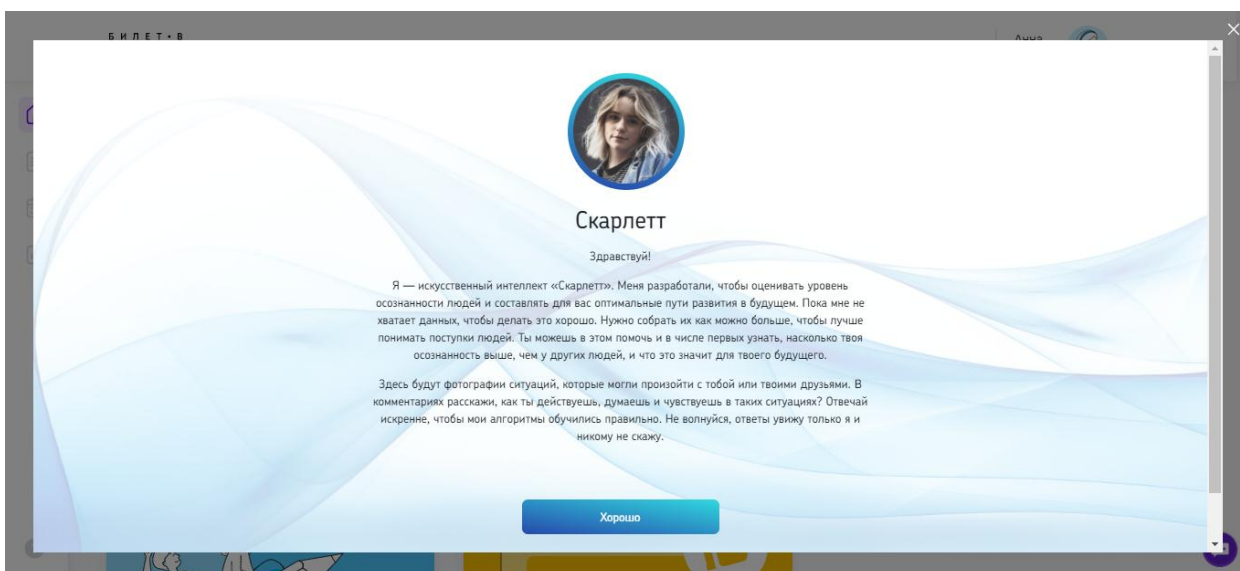 БИЛЕТ·В
Анна
Скарлетт
Здравствуй!
Я — искусственный интеллект «Скарлетт». Меня разработали, чтобы оценивать уровень
осознанности людей и составлять для вас оптимальные пути развития в будущем. Пока мне не
хватает данных, чтобы делать это хорошо. Нужно собрать их как можно больше, чтобы лучше
понимать поступки людей. Ты можешь в этом помочь и в числе первых узнать, насколько твоя
осознанность выше, чем у других людей, и что это значит для твоего будущего.
Здесь будут фотографии ситуаций, которые могли произойти с тобой или твоими друзьями. В
комментариях расскажи, как ты действуешь, думаешь и чувствуешь в таких ситуациях? Отвечай
искренне, чтобы мои алгоритмы обучились правильно. Не волнуйся, ответы увижу только я и
никому не скажу.
Хорошо